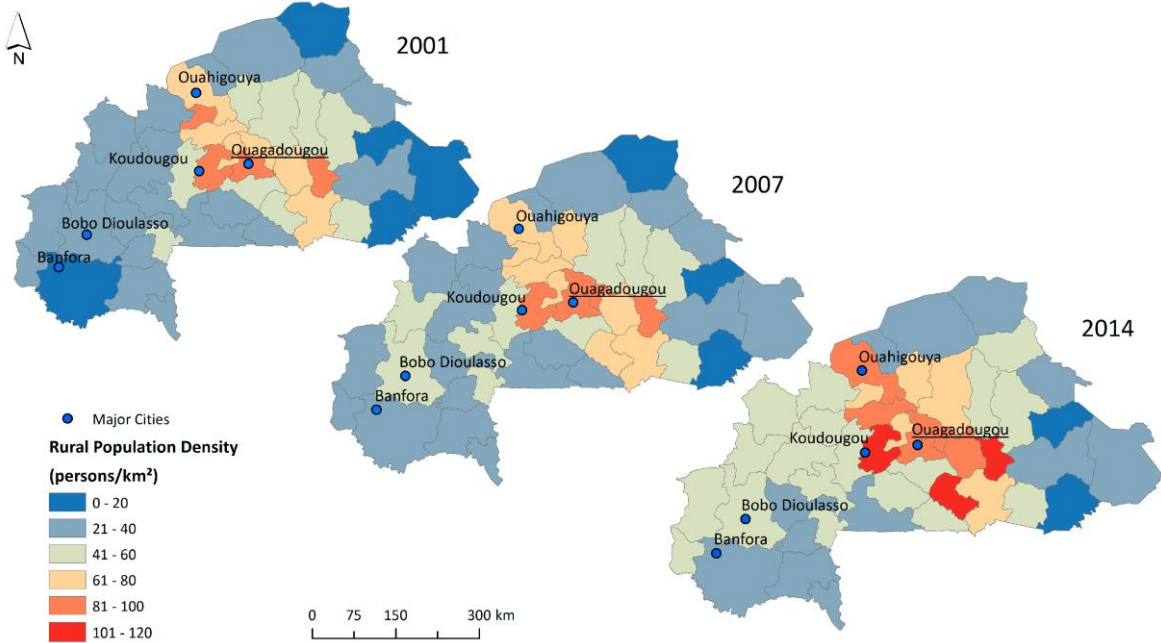 N
2001
Ouahigouya
Koudougou
Ouagadougou
Bobo Dioulasso
Banfora
2007
Ouahigouya
Koudougou
Ouagadougou
Bobo Dioulasso
Banfora
2014
Ouahigouya
Koudougou
Ouagadougou
Bobo Dioulasso
Banfora
Major Cities
Rural Population Density
(persons/km²)
0 - 20
21 - 40
41 - 60
61 - 80
81 - 100
101 - 120
0 75 150 300 km